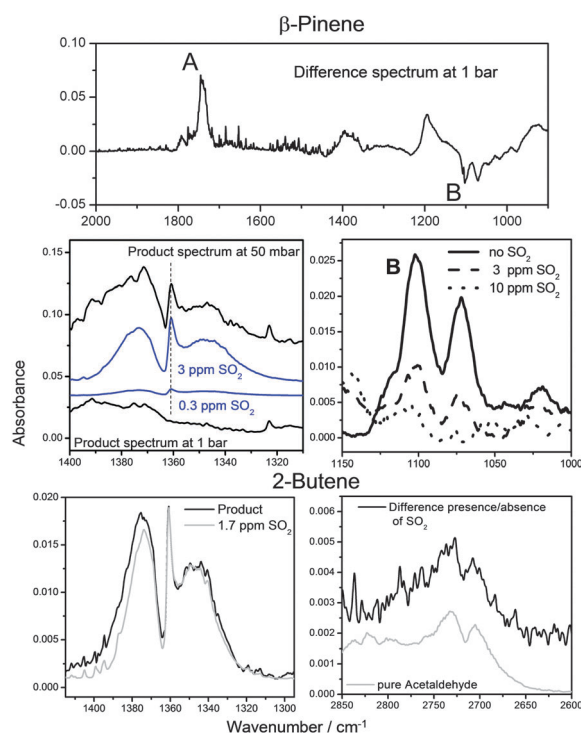 β-Pinene
0.10
0.05
0.00
-0.05
A
Difference spectrum at 1 bar
B
2000 1800 1600 1400 1200 1000
Absorbance
0.15
0.10
0.05
0.00
Product spectrum at 50 mbar
3 ppm SO2
0.3 ppm SO2
Product spectrum at 1 bar
1400 1380 1360 1340 1320
0.025
0.020
0.015
0.010
0.005
0.000
B
no SO2
3 ppm SO2
10 ppm SO2
1150 1100 1050 1000
2-Butene
0.020
0.015
0.010
0.005
0.000
Product
1.7 ppm SO2
1400 1380 1360 1340 1320 1300
0.006
0.005
0.004
0.003
0.002
0.001
0.000
Difference presence/absence
of SO2
pure Acetaldehyde
2850 2800 2750 2700 2650 2600
Wavenumber / cm-1